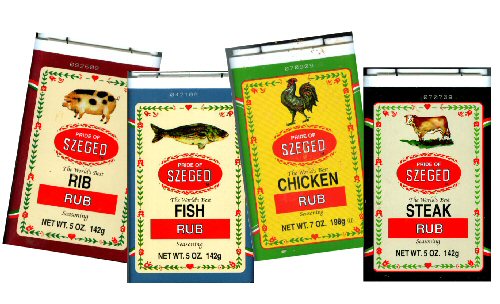 092600
PRIDE OF
SZEGED
The World's Best
RIB
RUB
Seasoning
NET WT. 5 OZ. 142g
PRIDE OF
SZEGED
The World's Best
FISH
RUB
Seasoning
NET WT. 5 OZ. 142g
PRIDE OF
SZEGED
The World's Best
CHICKEN
RUB
Seasoning
NET WT. 7 OZ. 198g
PRIDE OF
SZEGED
The World's Best
STEAK
RUB
Seasoning
NET WT. 5 OZ. 142g